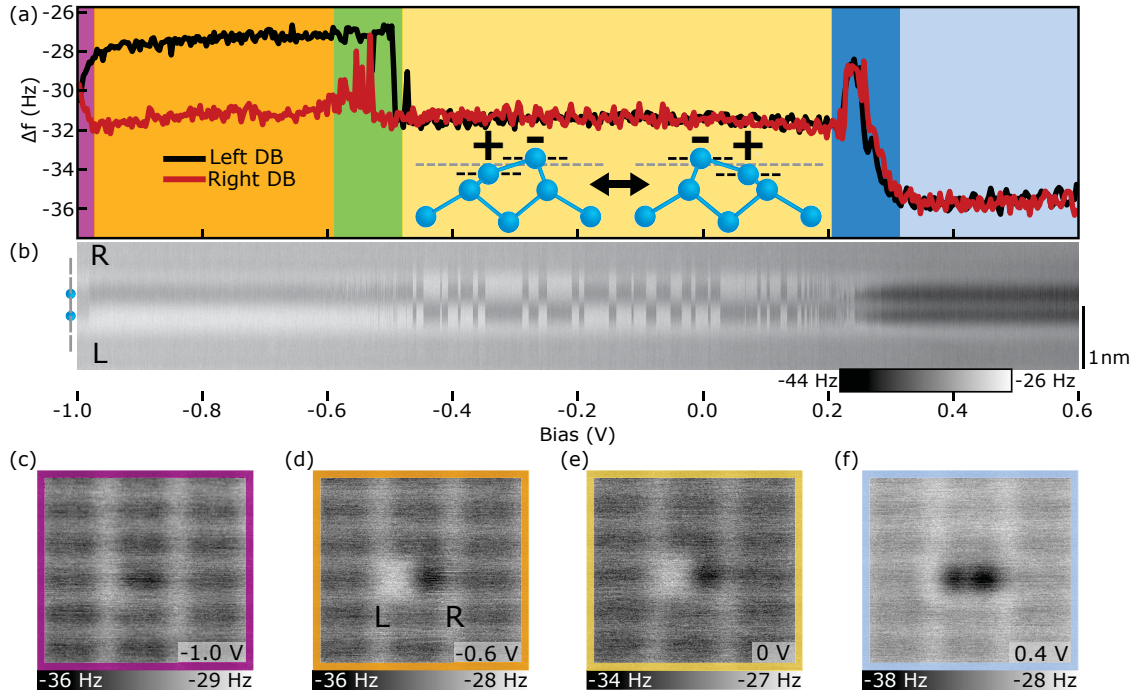 (a)
-26
-28
-30
-32
-34
-36
Δf (Hz)
Left DB
Right DB
+ -
- +
(b)
R
L
1nm
-44 Hz -26 Hz
-1.0 -0.8 -0.6 -0.4 -0.2 0.0 0.2 0.4 0.6
Bias (V)
(c) (d) (e) (f)
L R
-1.0 V -0.6 V 0 V 0.4 V
-36 Hz -29 Hz -36 Hz -28 Hz -34 Hz -27 Hz -38 Hz -28 Hz